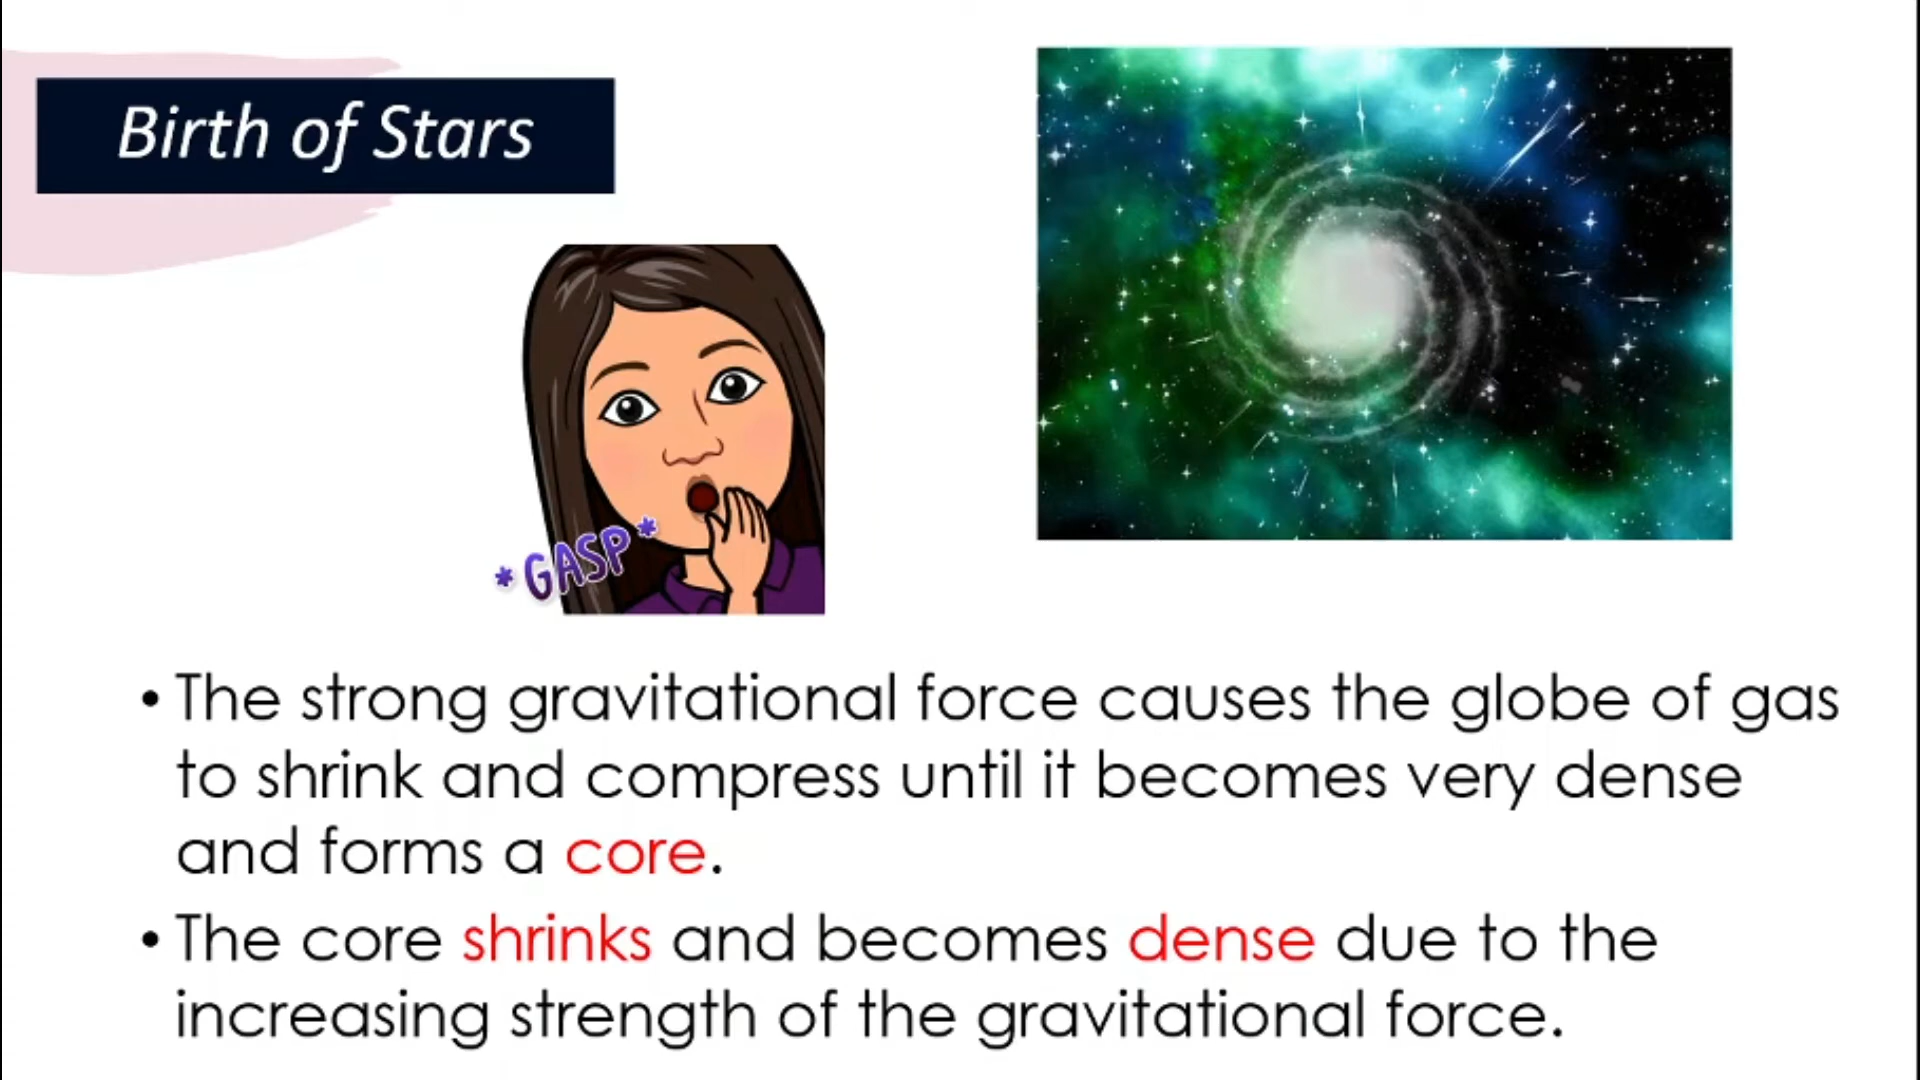 Birth of Stars
*GASP*
• The strong gravitational force causes the globe of gas
to shrink and compress until it becomes very dense
and forms a core.
• The core shrinks and becomes dense due to the
increasing strength of the gravitational force.